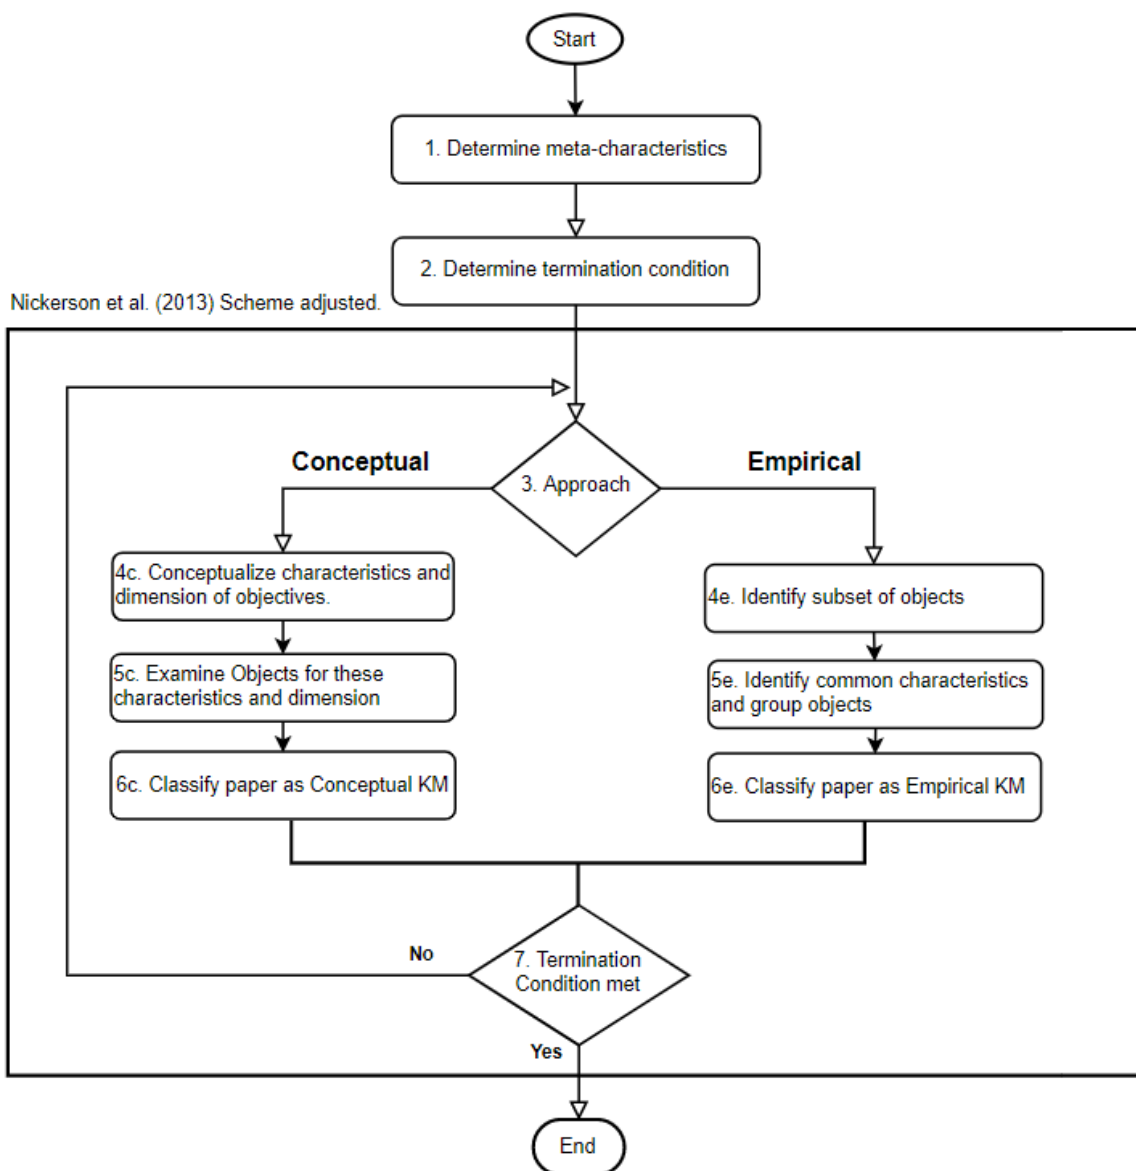 Start
1. Determine meta-characteristics
2. Determine termination condition
Nickerson et al. (2013) Scheme adjusted.
Conceptual
Empirical
3. Approach
4c. Conceptualize characteristics and
dimension of objectives.
5c. Examine Objects for these
characteristics and dimension
6c. Classify paper as Conceptual KM
4e. Identify subset of objects
5e. Identify common characteristics
and group objects
6e. Classify paper as Empirical KM
No
7. Termination
Condition met
Yes
End